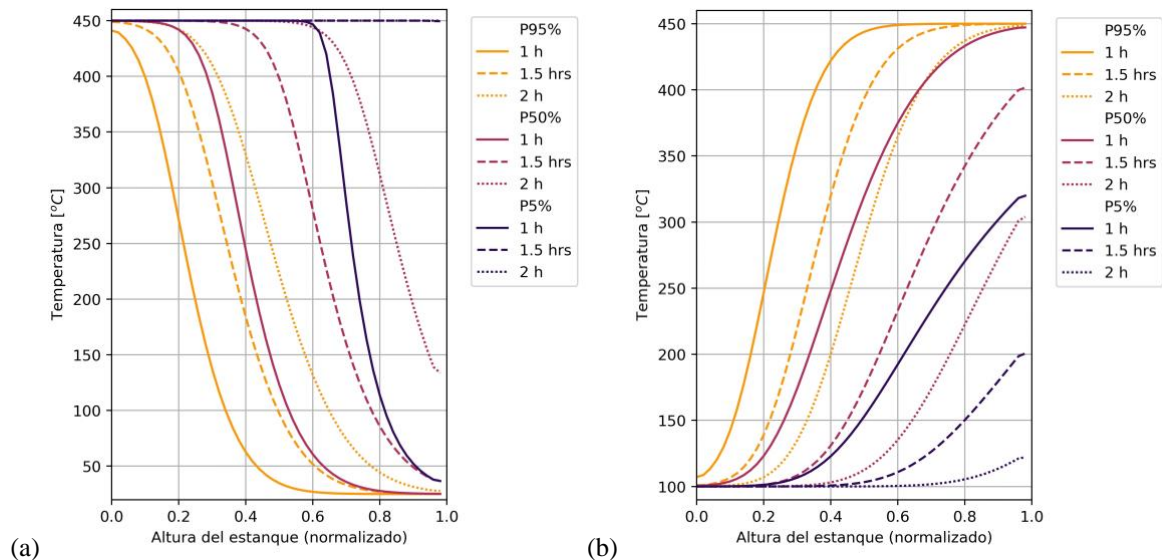 450
400
350
300
250
200
150
100
50
0.0 0.2 0.4 0.6 0.8 1.0
Temperatura [°C]
Altura del estanque (normalizado)
P95%
1 h
1.5 hrs
2 h
P50%
1 h
1.5 hrs
2 h
P5%
1 h
1.5 hrs
2 h
(a)
450
400
350
300
250
200
150
100
0.0 0.2 0.4 0.6 0.8 1.0
Temperatura [°C]
Altura del estanque (normalizado)
P95%
1 h
1.5 hrs
2 h
P50%
1 h
1.5 hrs
2 h
P5%
1 h
1.5 hrs
2 h
(b)